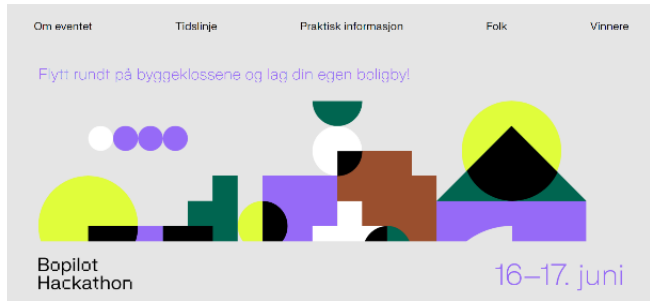 Om eventet
Tidslinje
Praktisk informasjon
Folk
Vinnere
Flytt rundt på byggeklossene og lag din egen boligby!
Bopilot
Hackathon
16–17. juni